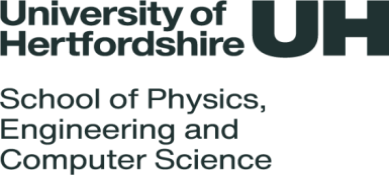 University of
Hertfordshire UH
School of Physics,
Engineering and
Computer Science